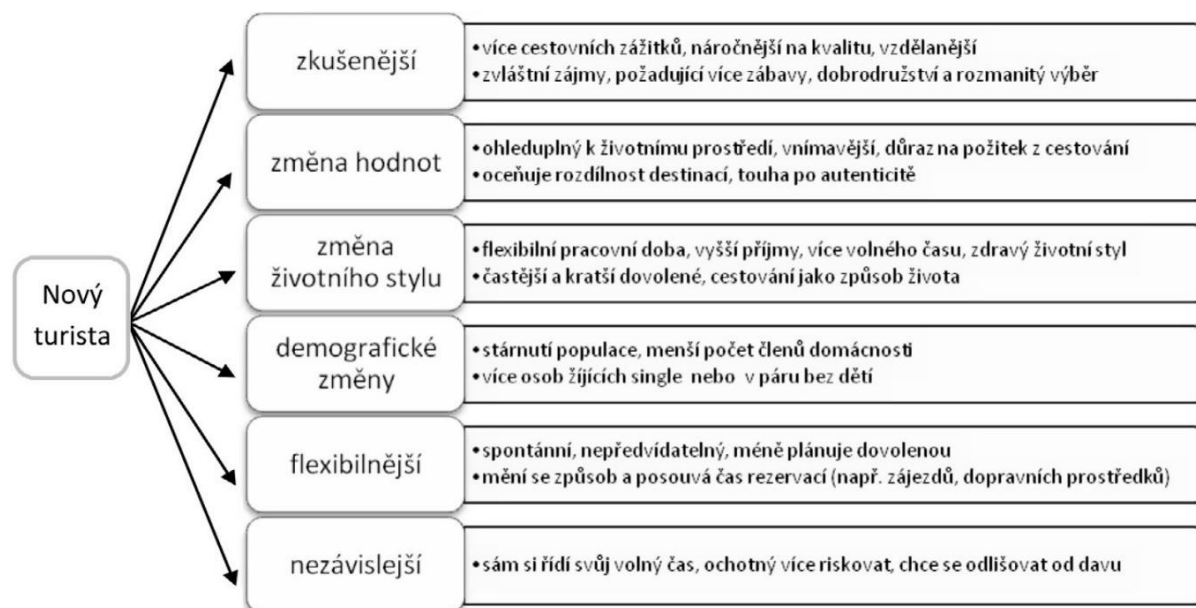 Nový
turista
zkušenější
•více cestovních zážitků, náročnější na kvalitu, vzdělanější
•zvláštní zájmy, požadující více zábavy, dobrodružství a rozmanitý výběr
změna hodnot
•ohleduplný k životnímu prostředí, vnímavější, důraz na požitek z cestování
•oceňuje rozdílnost destinací, touha po autenticitě
změna
životního stylu
•flexibilní pracovní doba, vyšší příjmy, více volného času, zdravý životní styl
•častější a kratší dovolené, cestování jako způsob života
demografické
změny
•stárnutí populace, menší počet členů domácnosti
•více osob žíjících single nebo v páru bez dětí
flexibilnější
•spontánní, nepředvídatelný, méně plánuje dovolenou
•mění se způsob a posouvá čas rezervací (např. zájezdů, dopravních prostředků)
nezávislejší
•sám si řídí svůj volný čas, ochotný více riskovat, chce se odlišovat od davu